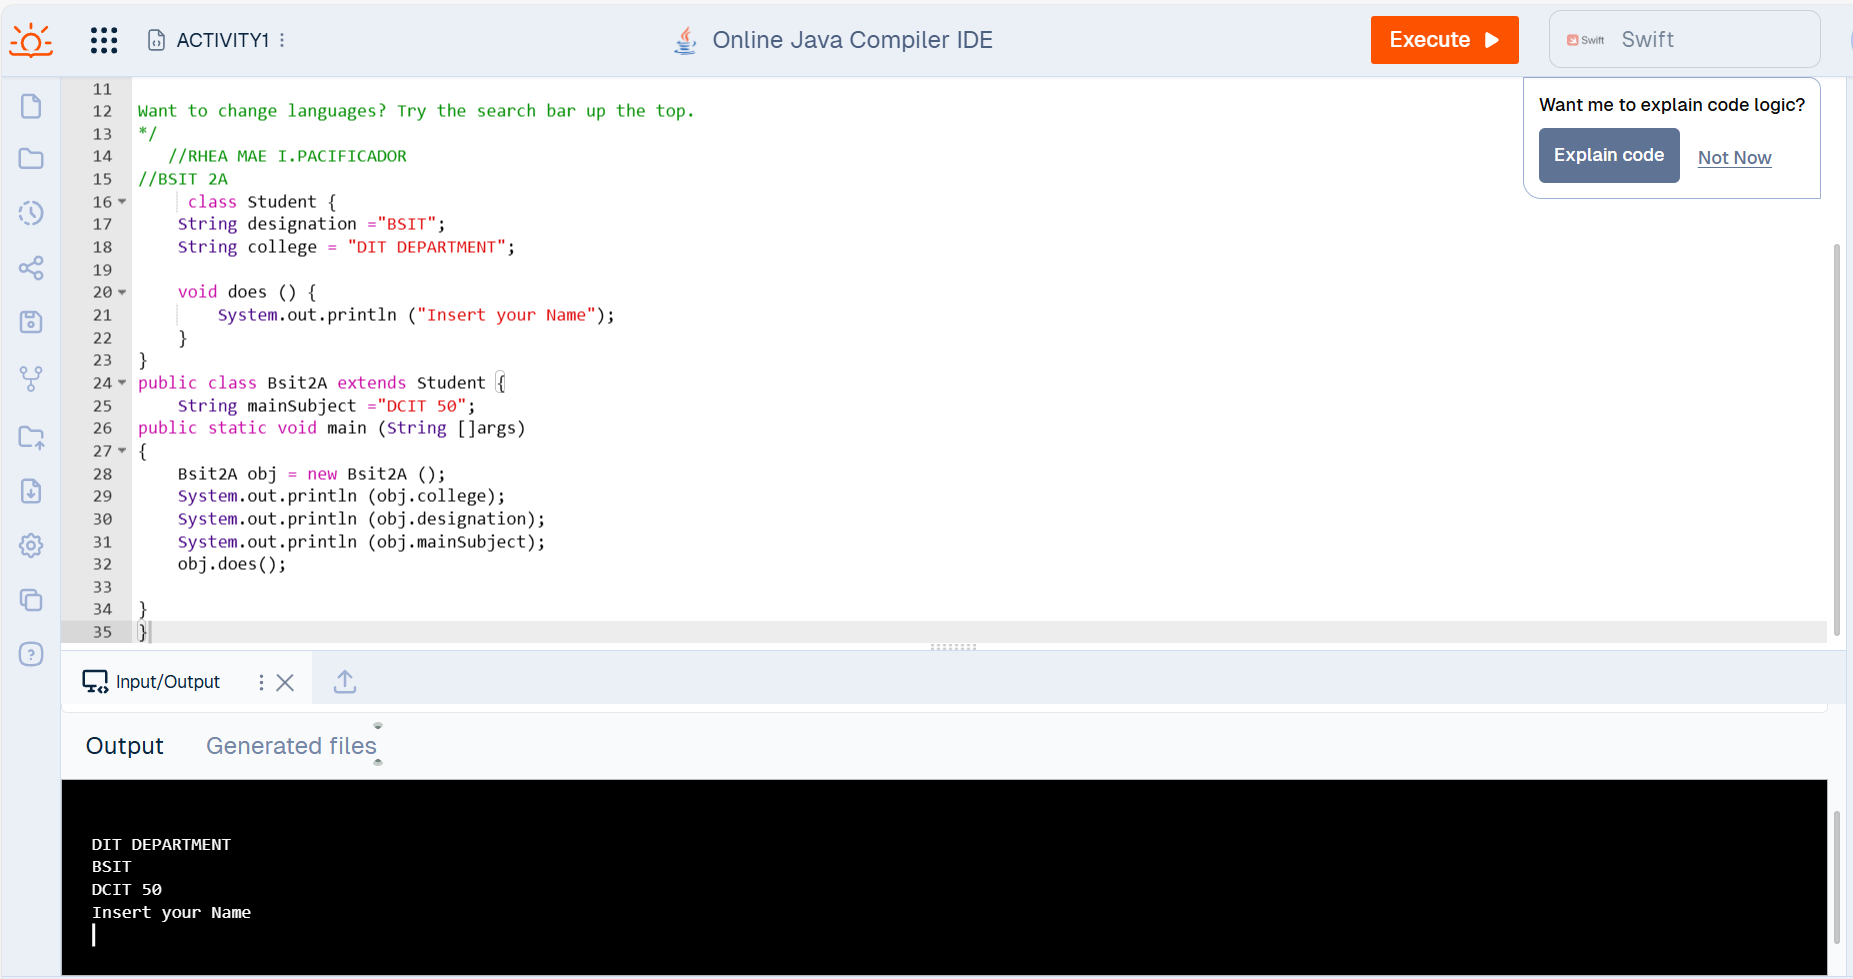 ACTIVITY1
Online Java Compiler IDE
Execute
Swift
Swift
Want me to explain code logic?
Explain code
Not Now
11
12 Want to change languages? Try the search bar up the top.
13 */
14 //RHEA MAE I.PACIFICADOR
15 //BSIT 2A
16 class Student {
17 String designation ="BSIT";
18 String college = "DIT DEPARTMENT";
19
20 void does () {
21 System.out.println ("Insert your Name");
22 }
23 }
24 public class Bsit2A extends Student {
25 String mainSubject ="DCIT 50";
26 public static void main (String []args)
27 {
28 Bsit2A obj = new Bsit2A ();
29 System.out.println (obj.college);
30 System.out.println (obj.designation);
31 System.out.println (obj.mainSubject);
32 obj.does();
33
34 }
35 }
Input/Output
Output
Generated files
DIT DEPARTMENT
BSIT
DCIT 50
Insert your Name